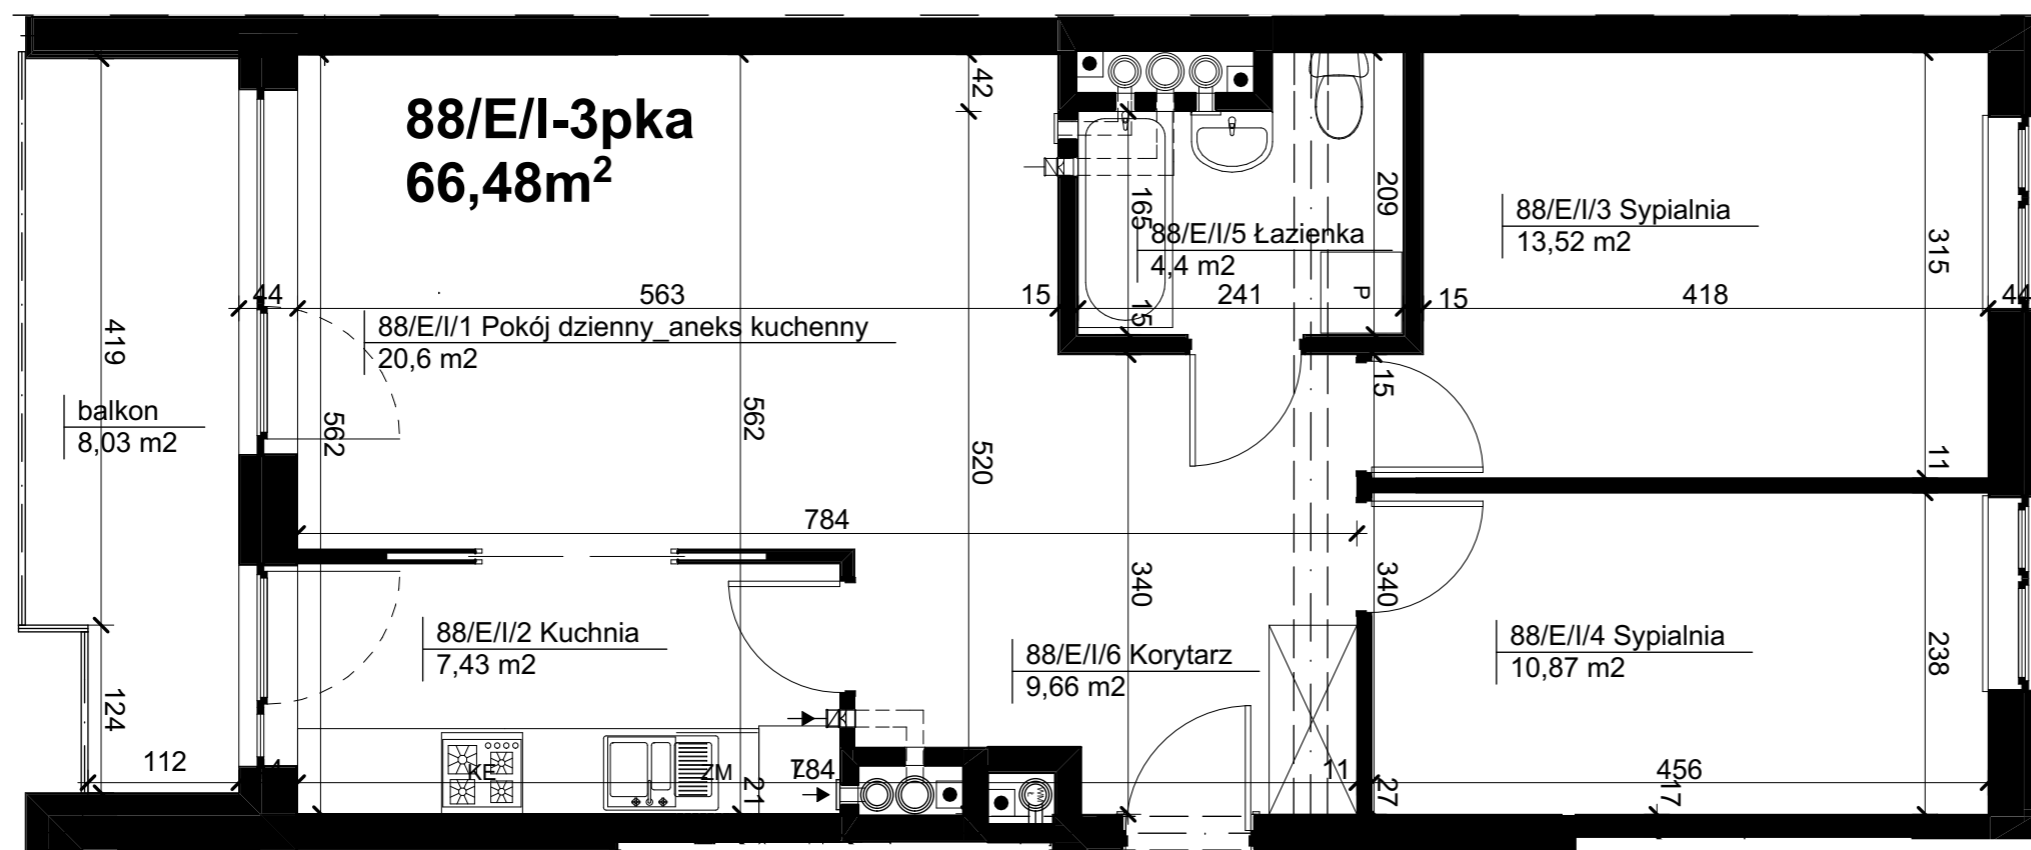 88/E/I-3pka
66,48m²
42
165
209
88/E/I/3 Sypialnia
13,52 m2
315
88/E/I/5 Łazienka
4,4 m2
P
44
563
15
241
15
418
44
15
88/E/I/1 Pokój dzienny_aneks kuchenny
20,6 m2
419
balkon
8,03 m2
562
562
520
15
11
784
340
340
88/E/I/2 Kuchnia
7,43 m2
88/E/I/6 Korytarz
9,66 m2
88/E/I/4 Sypialnia
10,87 m2
238
124
112
KE
ZM
21
784
11
27
456
17